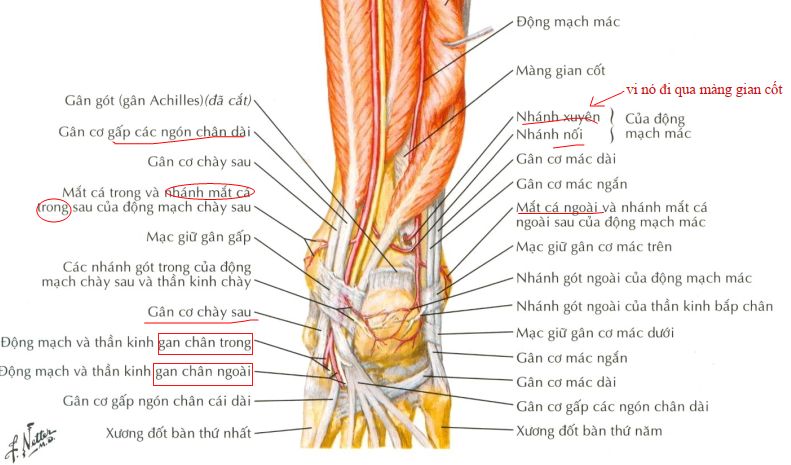 Động mạch mác
Màng gian cốt
vì nó đi qua màng gian cốt
Nhánh xuyên
Nhánh nối
Của động
mạch mác
Gân cơ mác dài
Gân cơ mác ngắn
Mắt cá ngoài và nhánh mắt cá
ngoài sau của động mạch mác
Mạc giữ gân cơ mác trên
Nhánh gót ngoài của động mạch mác
Nhánh gót ngoài của thần kinh bắp chân
Mạc giữ gân cơ mác dưới
Gân cơ mác ngắn
Gân cơ mác dài
Gân cơ gấp các ngón chân dài
Xương đốt bàn thứ năm
Gân gót (gân Achilles)(đã cắt)
Gân cơ gấp các ngón chân dài
Gân cơ chày sau
Mắt cá trong và nhánh mắt cá
trong sau của động mạch chày sau
Mạc giữ gân gấp
Các nhánh gót trong của động
mạch chày sau và thần kinh chày
Gân cơ chày sau
Động mạch và thần kinh gan chân trong
Động mạch và thần kinh gan chân ngoài
Gân cơ gấp ngón chân cái dài
Xương đốt bàn thứ nhất
F. Netter
M.D.